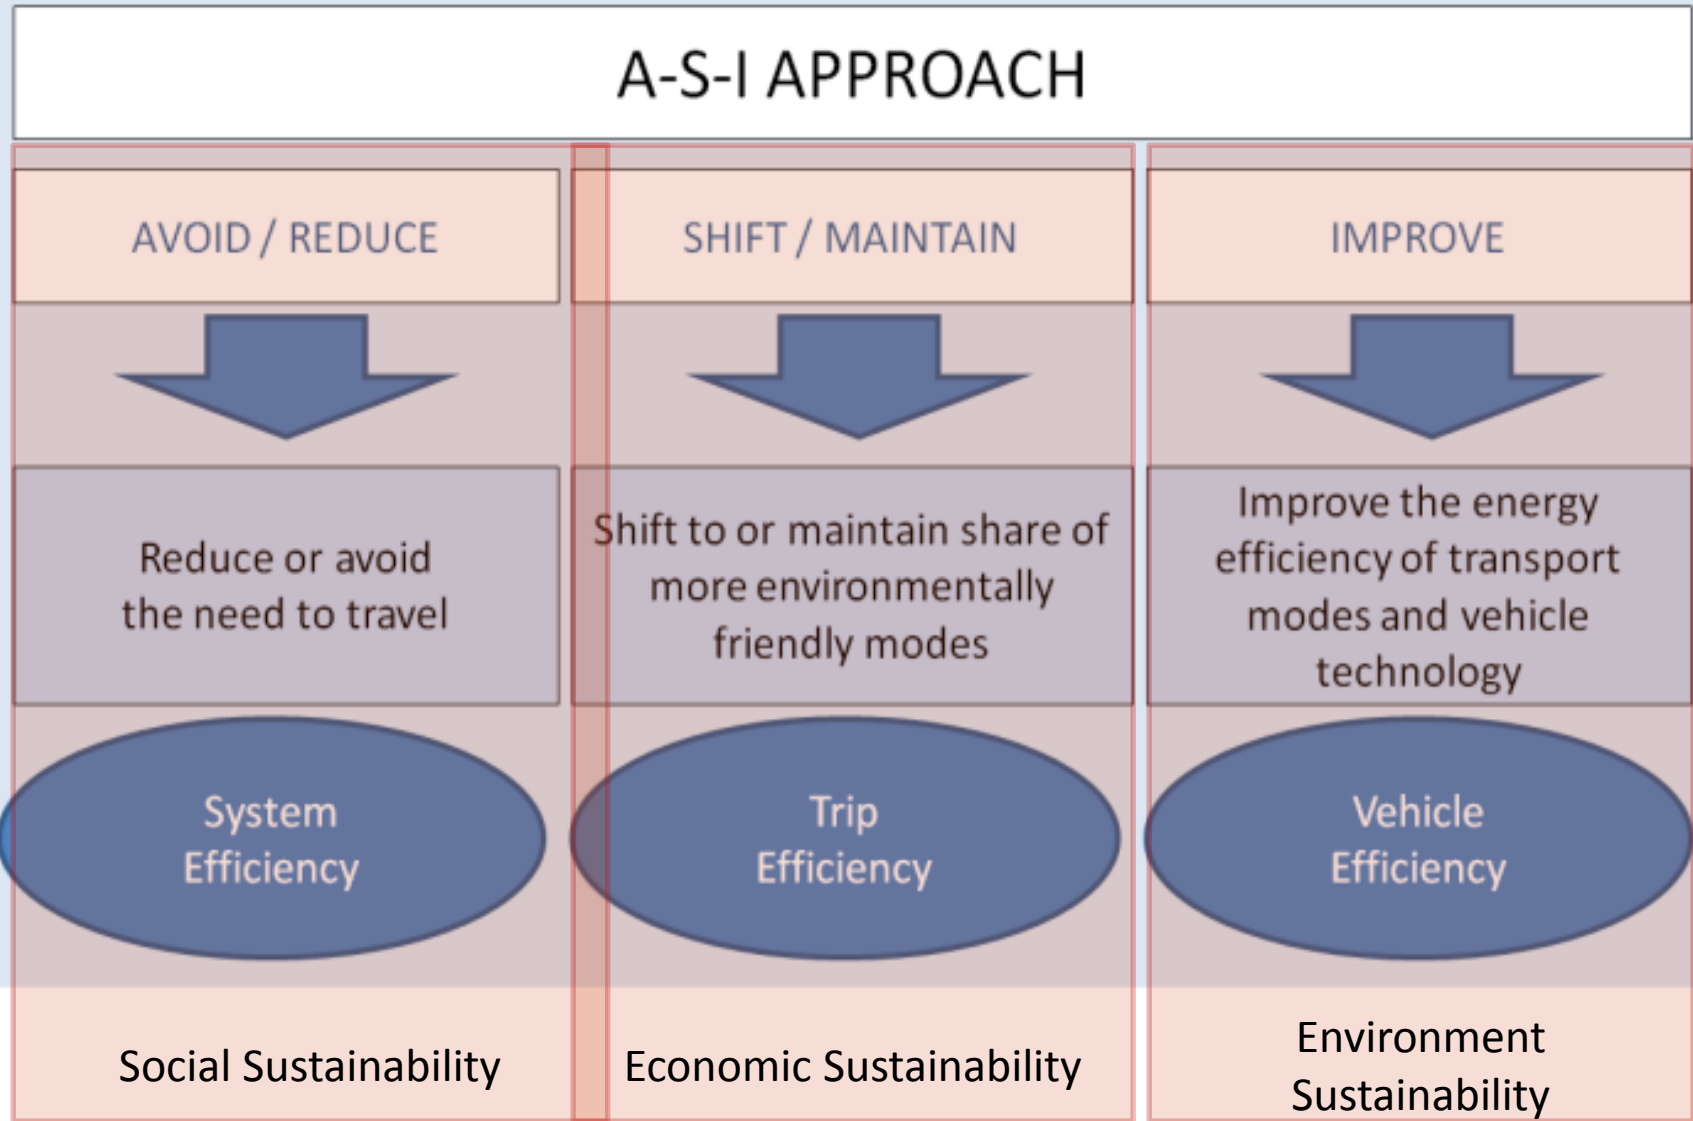 A-S-I APPROACH
AVOID / REDUCE
SHIFT / MAINTAIN
IMPROVE
Reduce or avoid
the need to travel
Shift to or maintain share of
more environmentally
friendly modes
Improve the energy
efficiency of transport
modes and vehicle
technology
System
Efficiency
Trip
Efficiency
Vehicle
Efficiency
Social Sustainability
Economic Sustainability
Environment
Sustainability